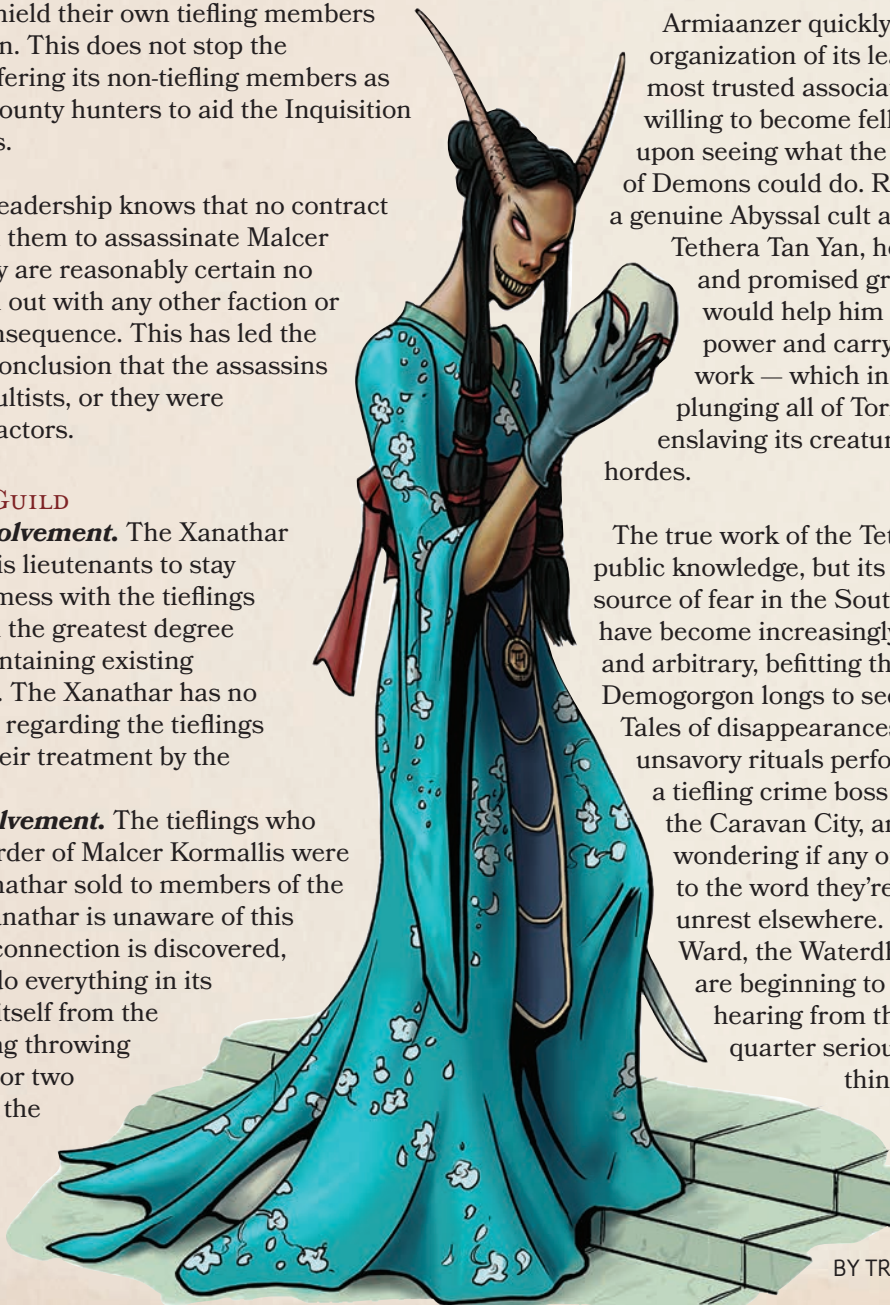 hield their own tiefling members
n. This does not stop the
fering its non-tiefling members as
ounty hunters to aid the Inquisition
s.
eadership knows that no contract
them to assassinate Malcer
y are reasonably certain no
out with any other faction or
nsequence. This has led the
onclusion that the assassins
ultists, or they were
actors.
GUILD
olvement. The Xanathar
is lieutenants to stay
mess with the tieflings
the greatest degree
ntaining existing
. The Xanathar has no
regarding the tieflings
eir treatment by the
lvement. The tieflings who
rder of Malcer Kormallis were
nathar sold to members of the
anathar is unaware of this
connection is discovered,
do everything in its
itself from the
ng throwing
or two
the
Armiaanzer quickly
organization of its lea
most trusted associa
willing to become fell
upon seeing what the
of Demons could do. R
a genuine Abyssal cult a
Tethera Tan Yan, he
and promised gr
would help him
power and carry
work — which in
plunging all of Tor
enslaving its creatur
hordes.
The true work of the Tet
public knowledge, but its
source of fear in the Sout
have become increasingly
and arbitrary, befitting th
Demogorgon longs to see
Tales of disappearances
unsavory rituals perfo
a tiefling crime boss
the Caravan City, an
wondering if any o
to the word they're
unrest elsewhere.
Ward, the Waterdh
are beginning to
hearing from th
quarter seriou
thin
BY TR